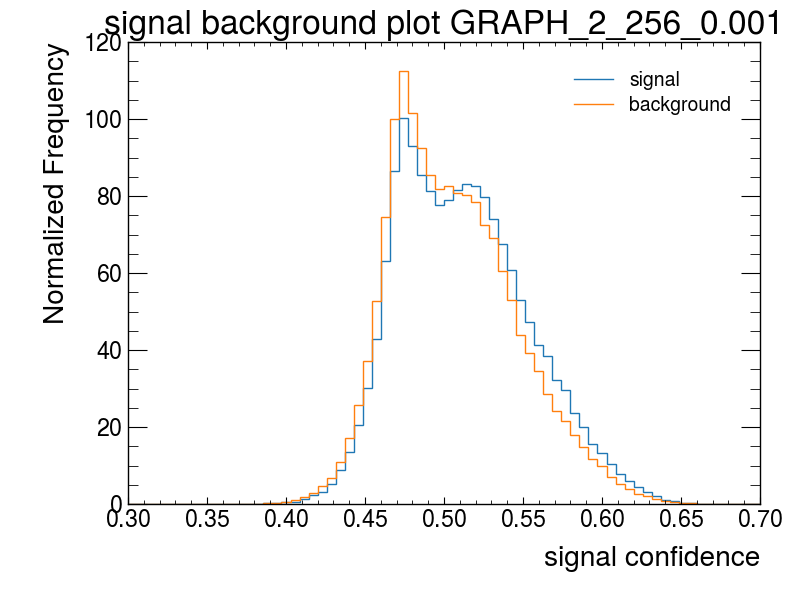 signal background plot GRAPH_2_256_0.001
Normalized Frequency
120
100
80
60
40
20
0
signal
background
0.30 0.35 0.40 0.45 0.50 0.55 0.60 0.65 0.70
signal confidence